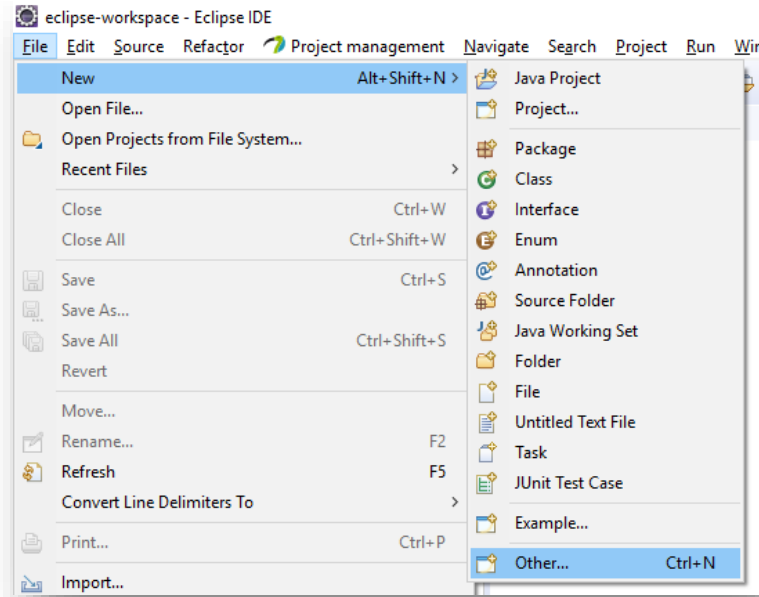 eclipse-workspace - Eclipse IDE
File Edit Source Refactor Project management Navigate Search Project Run
New Alt+Shift+N >
Open File...
Open Projects from File System...
Recent Files >
Close Ctrl+W
Close All Ctrl+Shift+W
Save Ctrl+S
Save As...
Save All Ctrl+Shift+S
Revert
Move...
Rename... F2
Refresh F5
Convert Line Delimiters To >
Print... Ctrl+P
Import...
Java Project
Project...
Package
Class
Interface
Enum
Annotation
Source Folder
Java Working Set
Folder
File
Untitled Text File
Task
JUnit Test Case
Example...
Other... Ctrl+N